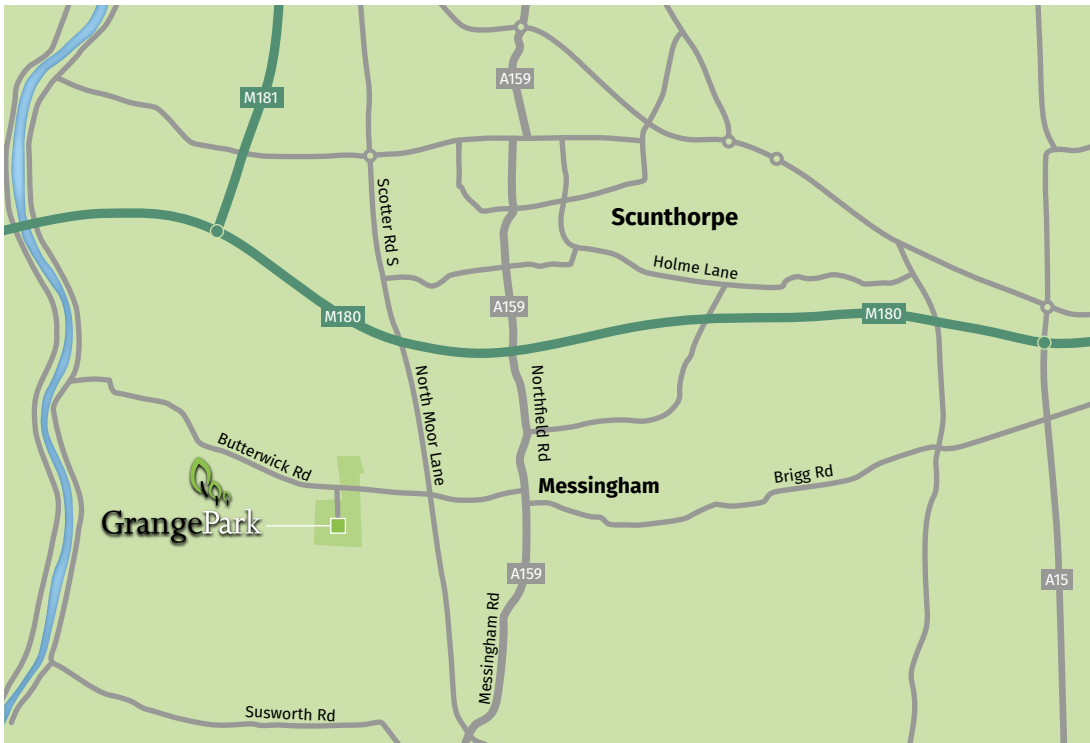 A159
M181
Scotter Rd S
Scunthorpe
Holme Lane
A159
M180
M180
North Moor Lane
Northfield Rd
Butterwick Rd
Brigg Rd
Messingham
GrangePark
A159
A15
Messingham Rd
Susworth Rd